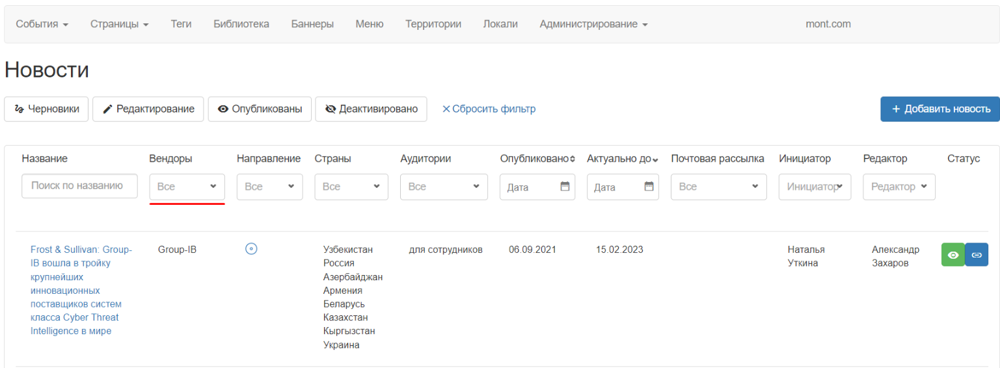 События Страницы Теги Библиотека Баннеры Меню Территории Локали Администрирование mont.com
Новости
Черновики Редактирование Опубликованы Деактивировано Сбросить фильтр + Добавить новость
Название Вендоры Направление Страны Аудитории Опубликовано Актуально до Почтовая рассылка Инициатор Редактор Статус
Поиск по названию Все Все Все Все Дата Дата Все Инициатор Редактор
Frost & Sullivan: Group- Group-IB Узбекистан для сотрудников 06.09.2021 15.02.2023 Наталья Александр
IB вошла в тройку Россия Уткина Захаров
крупнейших Азербайджан
инновационных Армения
поставщиков систем Беларусь
класса Cyber Threat Казахстан
Intelligence в мире Кыргызстан
Украина